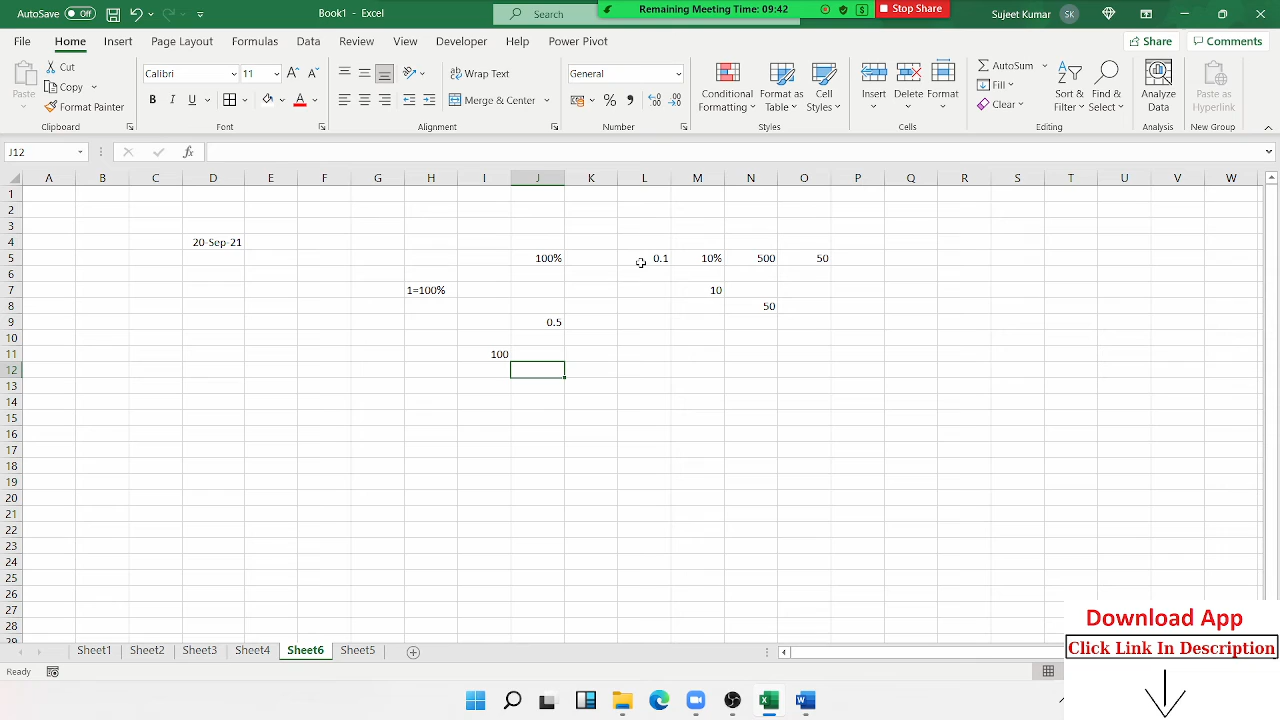 AutoSave Off Book1 - Excel Search Remaining Meeting Time: 09:42 Stop Share Sujeet Kumar SK
File Home Insert Page Layout Formulas Data Review View Developer Help Power Pivot Share Comments
Paste Cut Copy Format Painter Calibri 11 B I U A Wrap Text Merge & Center General % Conditional Formatting Format as Table Cell Styles Insert Delete Format AutoSum Fill Clear Sort & Filter Find & Select Analyze Data Paste as Hyperlink
Clipboard Font Alignment Number Styles Cells Editing Analysis New Group
J12 fx
A B C D E F G H I J K L M N O P Q R S T U V W
1
2
3
4 20-Sep-21
5 100% 0.1 10% 500 50
6
7 1=100% 10
8 50
9 0.5
10
11 100
12
13
14
15
16
17
18
19
20
21
22
23
24
25
26
27
28
29
Sheet1 Sheet2 Sheet3 Sheet4 Sheet6 Sheet5
Ready
Download App
Click Link In Description